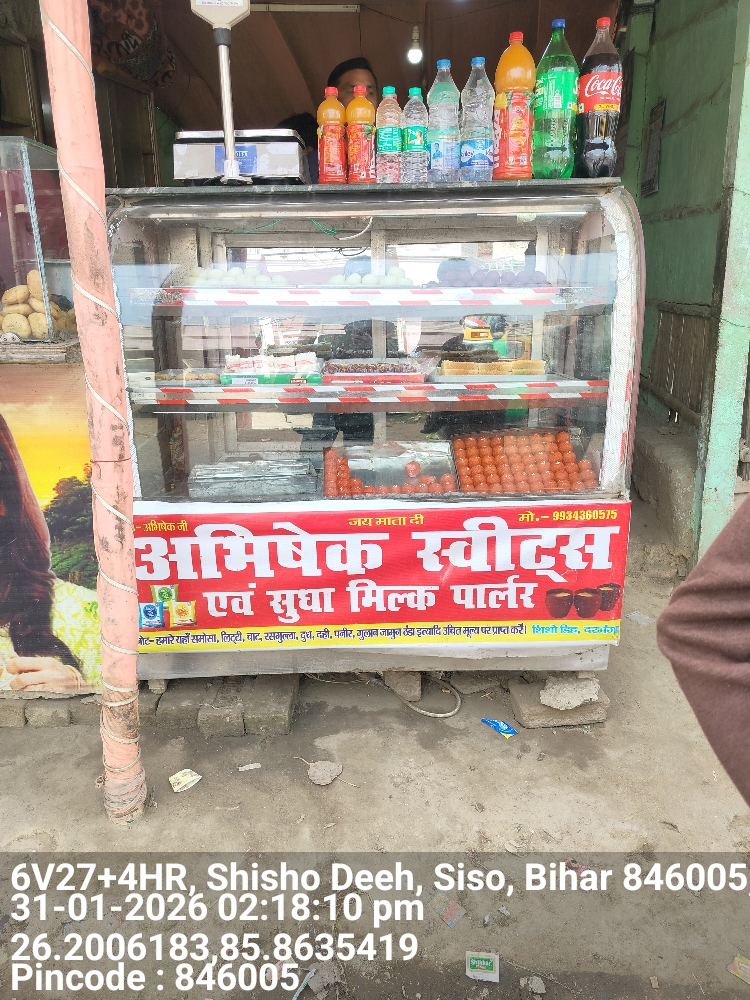 Coca-Cola
जय माता दी
मो.– 9934360575
– अभिषेक जी
अभिषेक स्वीट्स
एवं सुधा मिल्क पार्लर
नोट– हमारे यहाँ समोसा, लिट्टी, चाट, रसगुल्ला, दुध, दही, पनीर, गुलाब जामुन ठंडा इत्यादि उचित मूल्य पर प्राप्त करें। शिशो डिह, दरभंगा
6V27+4HR, Shisho Deeh, Siso, Bihar 846005
31-01-2026 02:18:10 pm
26.2006183,85.8635419
Pincode : 846005